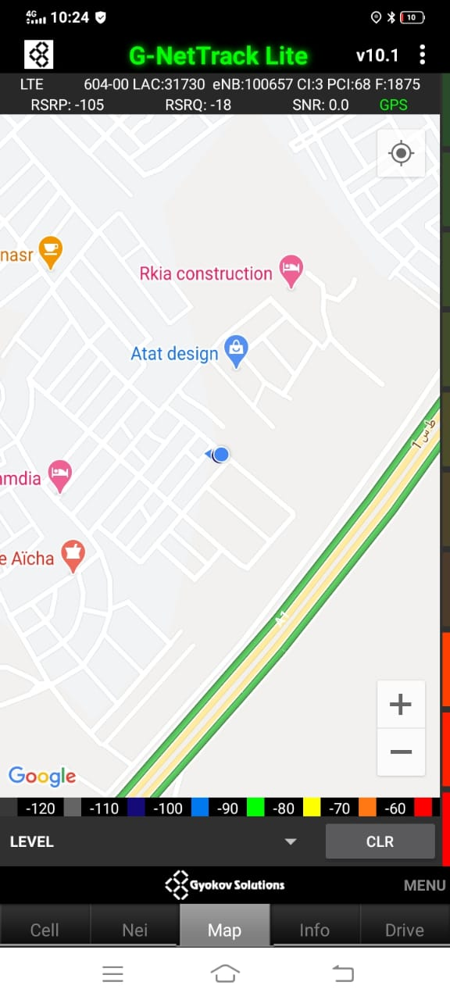 4G 10:24 10
G-NetTrack Lite v10.1
LTE 604-00 LAC:31730 eNB:100657 CI:3 PCI:68 F:1875
RSRP: -105 RSRQ: -18 SNR: 0.0 GPS
nasr
Rkia construction
Atat design
ط س 1
amdia
e Aïcha
A1
Google
-120 -110 -100 -90 -80 -70 -60
LEVEL CLR
Gyokov Solutions MENU
Cell Nei Map Info Drive